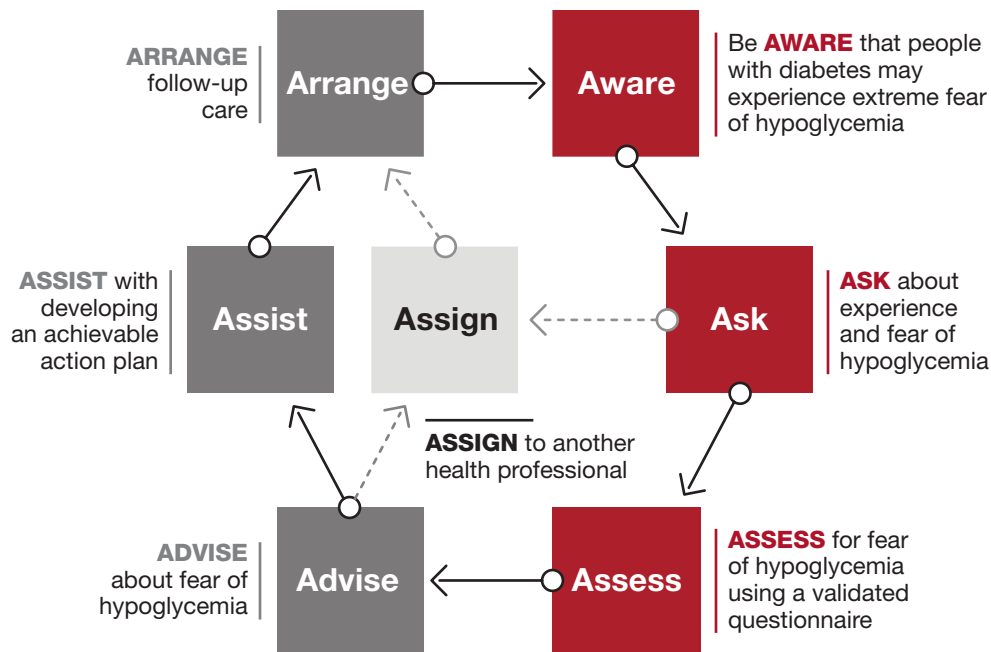 ARRANGE
follow-up
care
Arrange
Aware
Be AWARE that people
with diabetes may
experience extreme fear
of hypoglycemia
ASSIST with
developing
an achievable
action plan
Assist
Assign
Ask
ASK about
experience
and fear of
hypoglycemia
ASSIGN to another
health professional
ADVISE
about fear of
hypoglycemia
Advise
Assess
ASSESS for fear
of hypoglycemia
using a validated
questionnaire